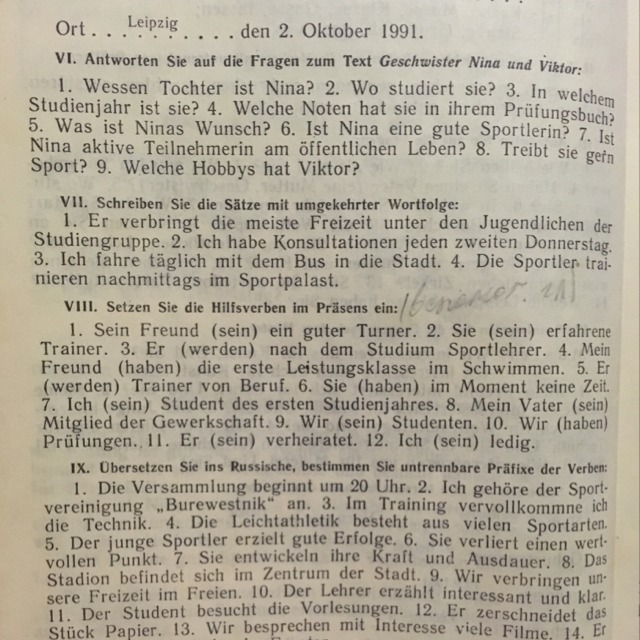 Ort . . . Leipzig . . . . , den 2. Oktober 1991.
VI. Antworten Sie auf die Fragen zum Text Geschwister Nina und Viktor:
1. Wessen Tochter ist Nina? 2. Wo studiert sie? 3. In welchem
Studienjahr ist sie? 4. Welche Noten hat sie in ihrem Prüfungsbuch?
5. Was ist Ninas Wunsch? 6. Ist Nina eine gute Sportlerin? 7. Ist
Nina aktive Teilnehmerin am öffentlichen Leben? 8. Treibt sie gern
Sport? 9. Welche Hobbys hat Viktor?
VII. Schreiben Sie die Sätze mit umgekehrter Wortfolge:
1. Er verbringt die meiste Freizeit unter den Jugendlichen der
Studiengruppe. 2. Ich habe Konsultationen jeden zweiten Donnerstag.
3. Ich fahre täglich mit dem Bus in die Stadt. 4. Die Sportler trai-
nieren nachmittags im Sportpalast.
VIII. Setzen Sie die Hilfsverben im Präsens ein:
1. Sein Freund (sein) ein guter Turner. 2. Sie (sein) erfahrene
Trainer. 3. Er (werden) nach dem Studium Sportlehrer. 4. Mein
Freund (haben) die erste Leistungsklasse im Schwimmen. 5. Er
(werden) Trainer von Beruf. 6. Sie (haben) im Moment keine Zeit.
7. Ich (sein) Student des ersten Studienjahres. 8. Mein Vater (sein)
Mitglied der Gewerkschaft. 9. Wir (sein) Studenten. 10. Wir (haben)
Prüfungen. 11. Er (sein) verheiratet. 12. Ich (sein) ledig.
IX. Übersetzen Sie ins Russische, bestimmen Sie untrennbare Präfixe der Verben:
1. Die Versammlung beginnt um 20 Uhr. 2. Ich gehöre der Sport-
vereinigung „Burewestnik" an. 3. Im Training vervollkommne ich
die Technik. 4. Die Leichtathletik besteht aus vielen Sportarten.
5. Der junge Sportler erzielt gute Erfolge. 6. Sie verliert einen wert-
vollen Punkt. 7. Sie entwickeln ihre Kraft und Ausdauer. 8. Das
Stadion befindet sich im Zentrum der Stadt. 9. Wir verbringen un-
sere Freizeit im Freien. 10. Der Lehrer erzählt interessant und klar.
11. Der Student besucht die Vorlesungen. 12. Er zerschneidet das
Stück Papier. 13. Wir besprechen mit Interesse viele Filme. 14. Er